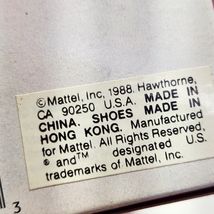 ©Mattel, Inc, 1988. Hawthorne,
CA 90250 U.S.A. MADE IN
CHINA. SHOES MADE IN
HONG KONG. Manufactured
for Mattel. All Rights Reserved,
® and™ designated U.S.
trademarks of Mattel, Inc.
3